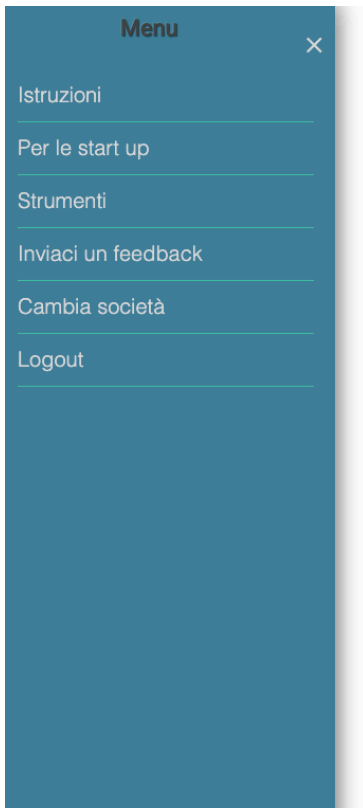 Menu
Istruzioni
Per le start up
Strumenti
Inviaci un feedback
Cambia società
Logout